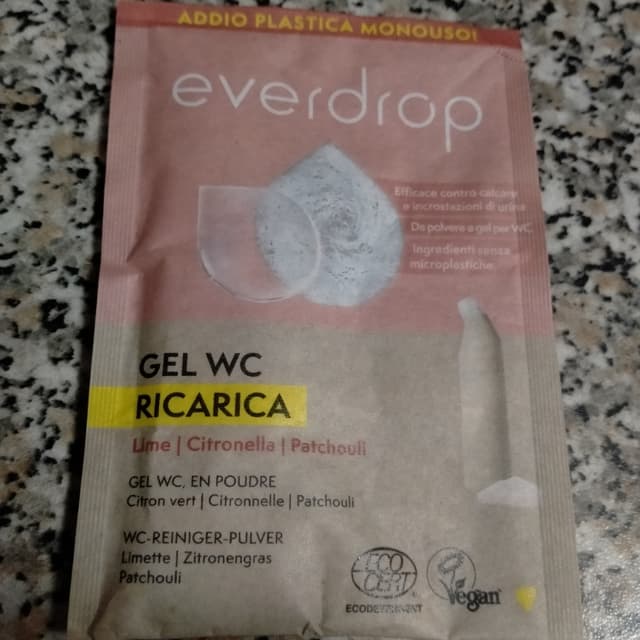 ADDIO PLASTICA MONOUSO!
everdrop
Efficace contro calcare
e incrostazioni di urina
Da polvere a gel per WC
Ingredienti senza
microplastiche
GEL WC
RICARICA
Lime | Citronella | Patchouli
GEL WC, EN POUDRE
Citron vert | Citronnelle | Patchouli
WC-REINIGER-PULVER
Limette | Zitronengras
Patchouli
ECO
CERT
ECODETERGENT
Vegan